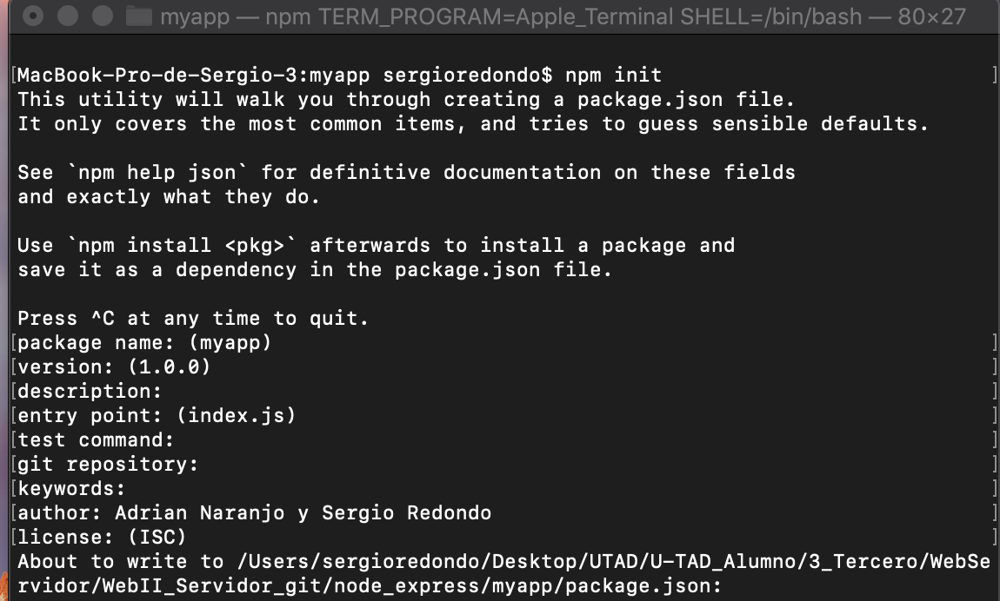 myapp — npm TERM_PROGRAM=Apple_Terminal SHELL=/bin/bash — 80×27
[MacBook-Pro-de-Sergio-3:myapp sergioredondo$ npm init ]
This utility will walk you through creating a package.json file.
It only covers the most common items, and tries to guess sensible defaults.
See `npm help json` for definitive documentation on these fields
and exactly what they do.
Use `npm install <pkg>` afterwards to install a package and
save it as a dependency in the package.json file.
Press ^C at any time to quit.
[package name: (myapp) ]
[version: (1.0.0) ]
[description: ]
[entry point: (index.js) ]
[test command: ]
[git repository: ]
[keywords: ]
[author: Adrian Naranjo y Sergio Redondo ]
[license: (ISC) ]
About to write to /Users/sergioredondo/Desktop/UTAD/U-TAD_Alumno/3_Tercero/WebSe
rvidor/WebII_Servidor_git/node_express/myapp/package.json: